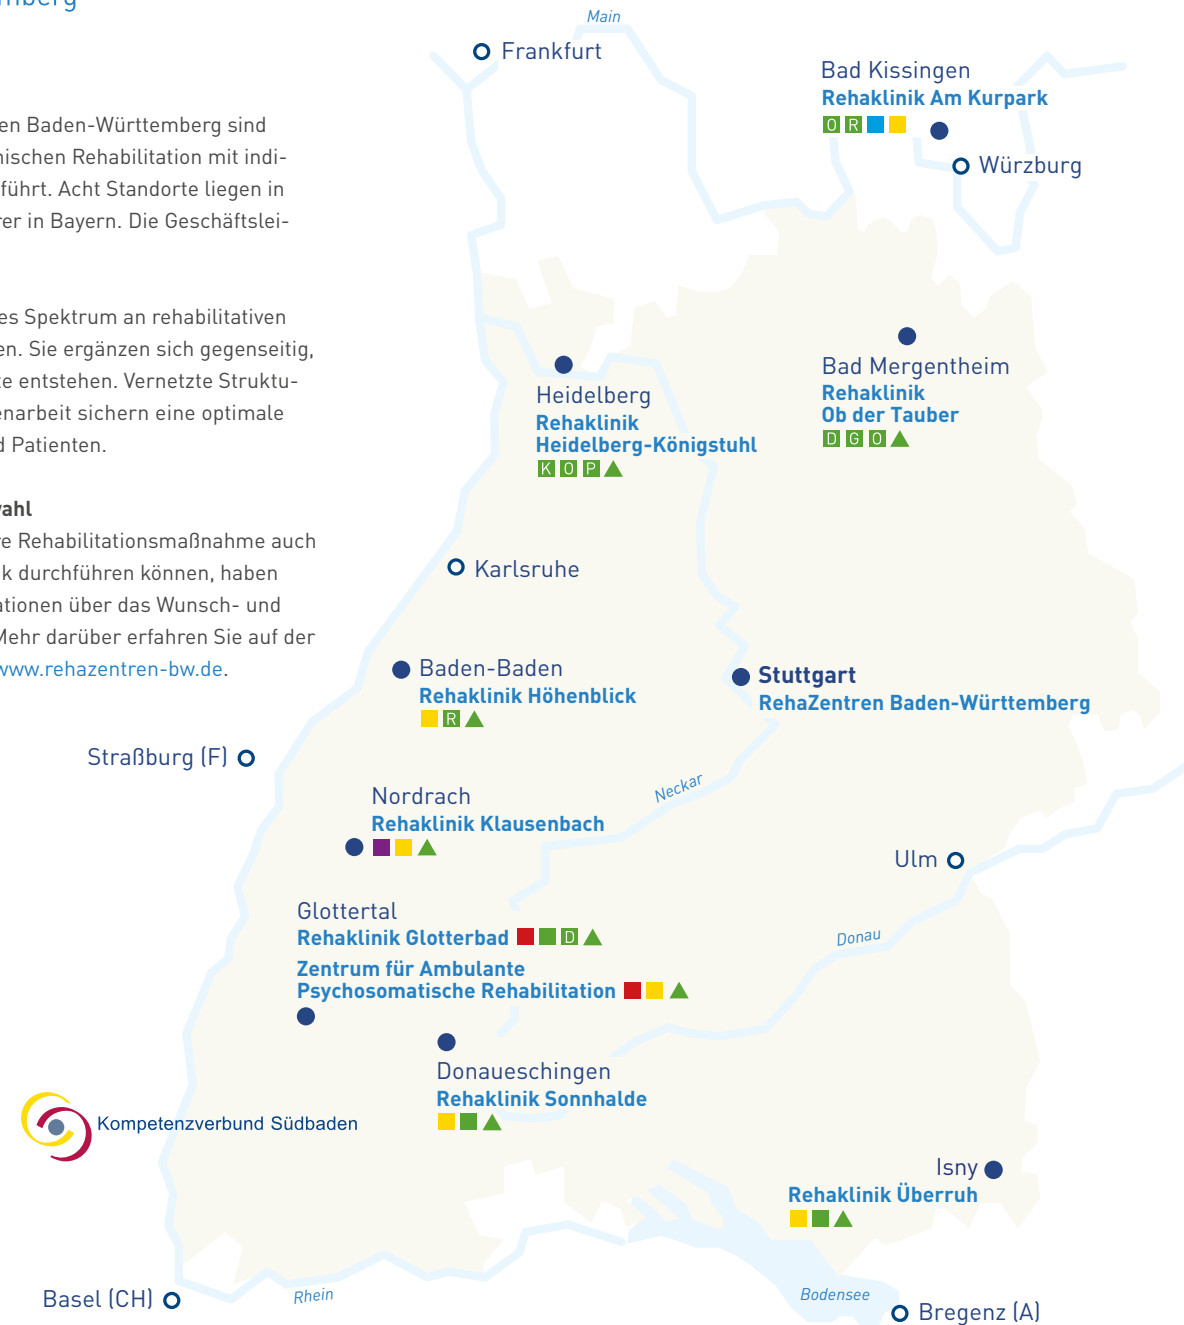 mberg
en Baden-Württemberg sind
nischen Rehabilitation mit indi-
führt. Acht Standorte liegen in
rer in Bayern. Die Geschäftslei-
es Spektrum an rehabilitativen
en. Sie ergänzen sich gegenseitig,
te entstehen. Vernetzte Struktu-
enarbeit sichern eine optimale
d Patienten.
vahl
re Rehabilitationsmaßnahme auch
k durchführen können, haben
ationen über das Wunsch- und
Mehr darüber erfahren Sie auf der
www.rehazentren-bw.de.
Main
Frankfurt
Bad Kissingen
Rehaklinik Am Kurpark
O R
Würzburg
Heidelberg
Rehaklinik
Heidelberg-Königstuhl
K O P
Bad Mergentheim
Rehaklinik
Ob der Tauber
D G O
Karlsruhe
Baden-Baden
Rehaklinik Höhenblick
R
Stuttgart
RehaZentren Baden-Württemberg
Straßburg (F)
Neckar
Nordrach
Rehaklinik Klausenbach
Ulm
Glottertal
Rehaklinik Glotterbad D
Zentrum für Ambulante
Psychosomatische Rehabilitation
Donau
Donaueschingen
Rehaklinik Sonnhalde
Kompetenzverbund Südbaden
Isny
Rehaklinik Überruh
Basel (CH)
Rhein
Bodensee
Bregenz (A)